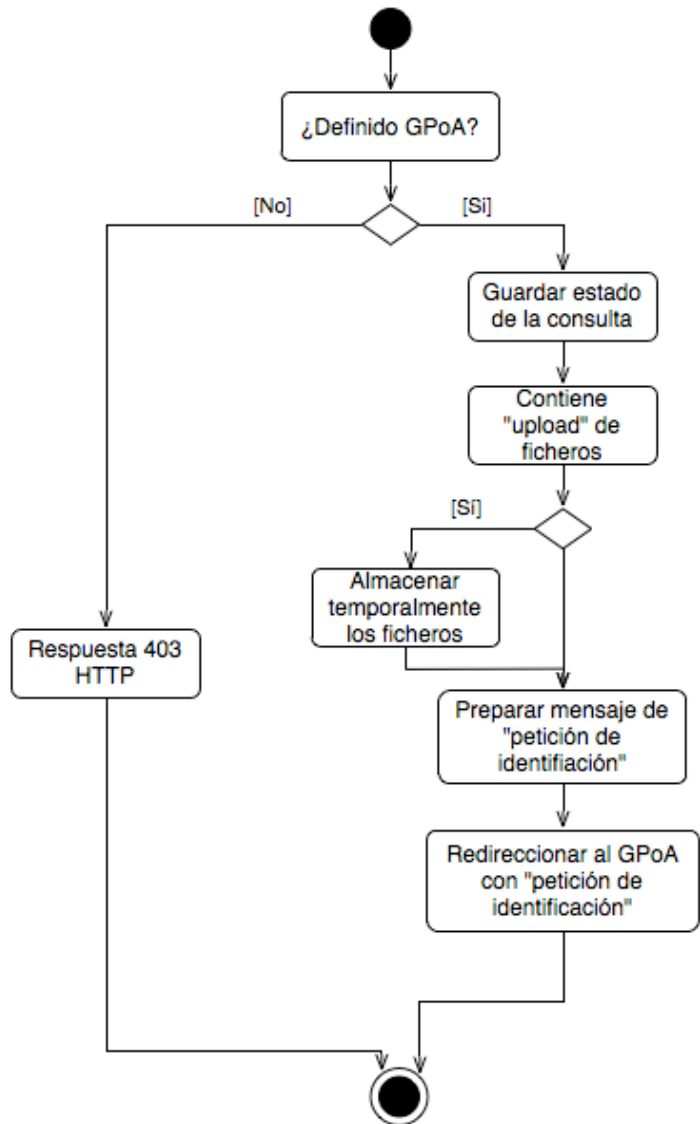 ¿Definido GPoA?
[No]
[Si]
Guardar estado
de la consulta
Contiene
"upload" de
ficheros
[Sí]
Almacenar
temporalmente
los ficheros
Respuesta 403
HTTP
Preparar mensaje de
"petición de
identifiación"
Redireccionar al GPoA
con "petición de
identificación"